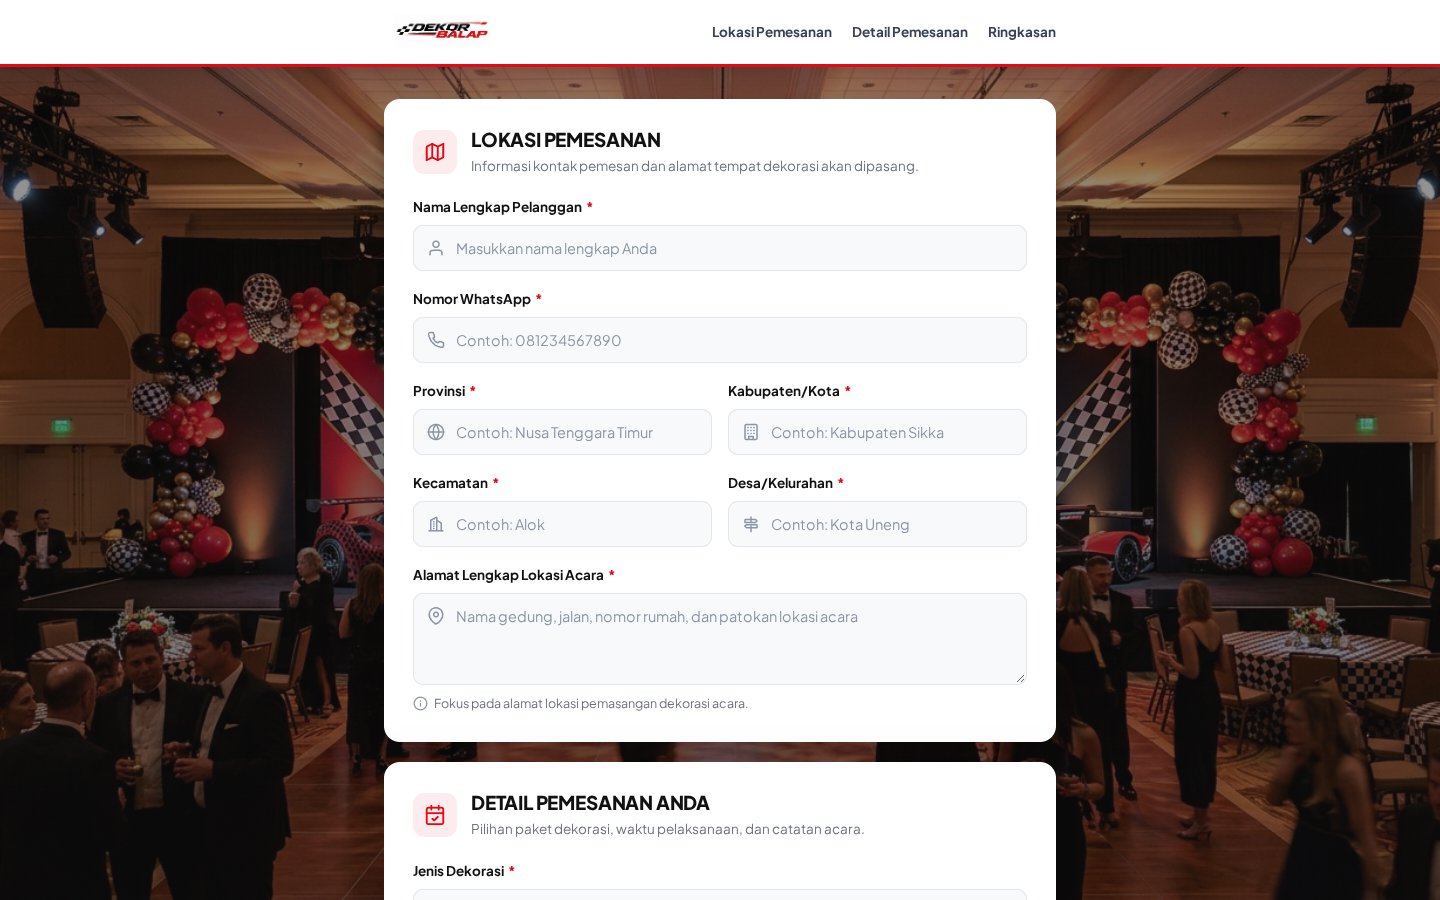 DEKOR
BALAP
Lokasi Pemesanan
Detail Pemesanan
Ringkasan
LOKASI PEMESANAN
Informasi kontak pemesan dan alamat tempat dekorasi akan dipasang.
Nama Lengkap Pelanggan *
Masukkan nama lengkap Anda
Nomor WhatsApp *
Contoh: 081234567890
Provinsi *
Kabupaten/Kota *
Contoh: Nusa Tenggara Timur
Contoh: Kabupaten Sikka
Kecamatan *
Desa/Kelurahan *
Contoh: Alok
Contoh: Kota Uneng
Alamat Lengkap Lokasi Acara *
Nama gedung, jalan, nomor rumah, dan patokan lokasi acara
Fokus pada alamat lokasi pemasangan dekorasi acara.
DETAIL PEMESANAN ANDA
Pilihan paket dekorasi, waktu pelaksanaan, dan catatan acara.
Jenis Dekorasi *